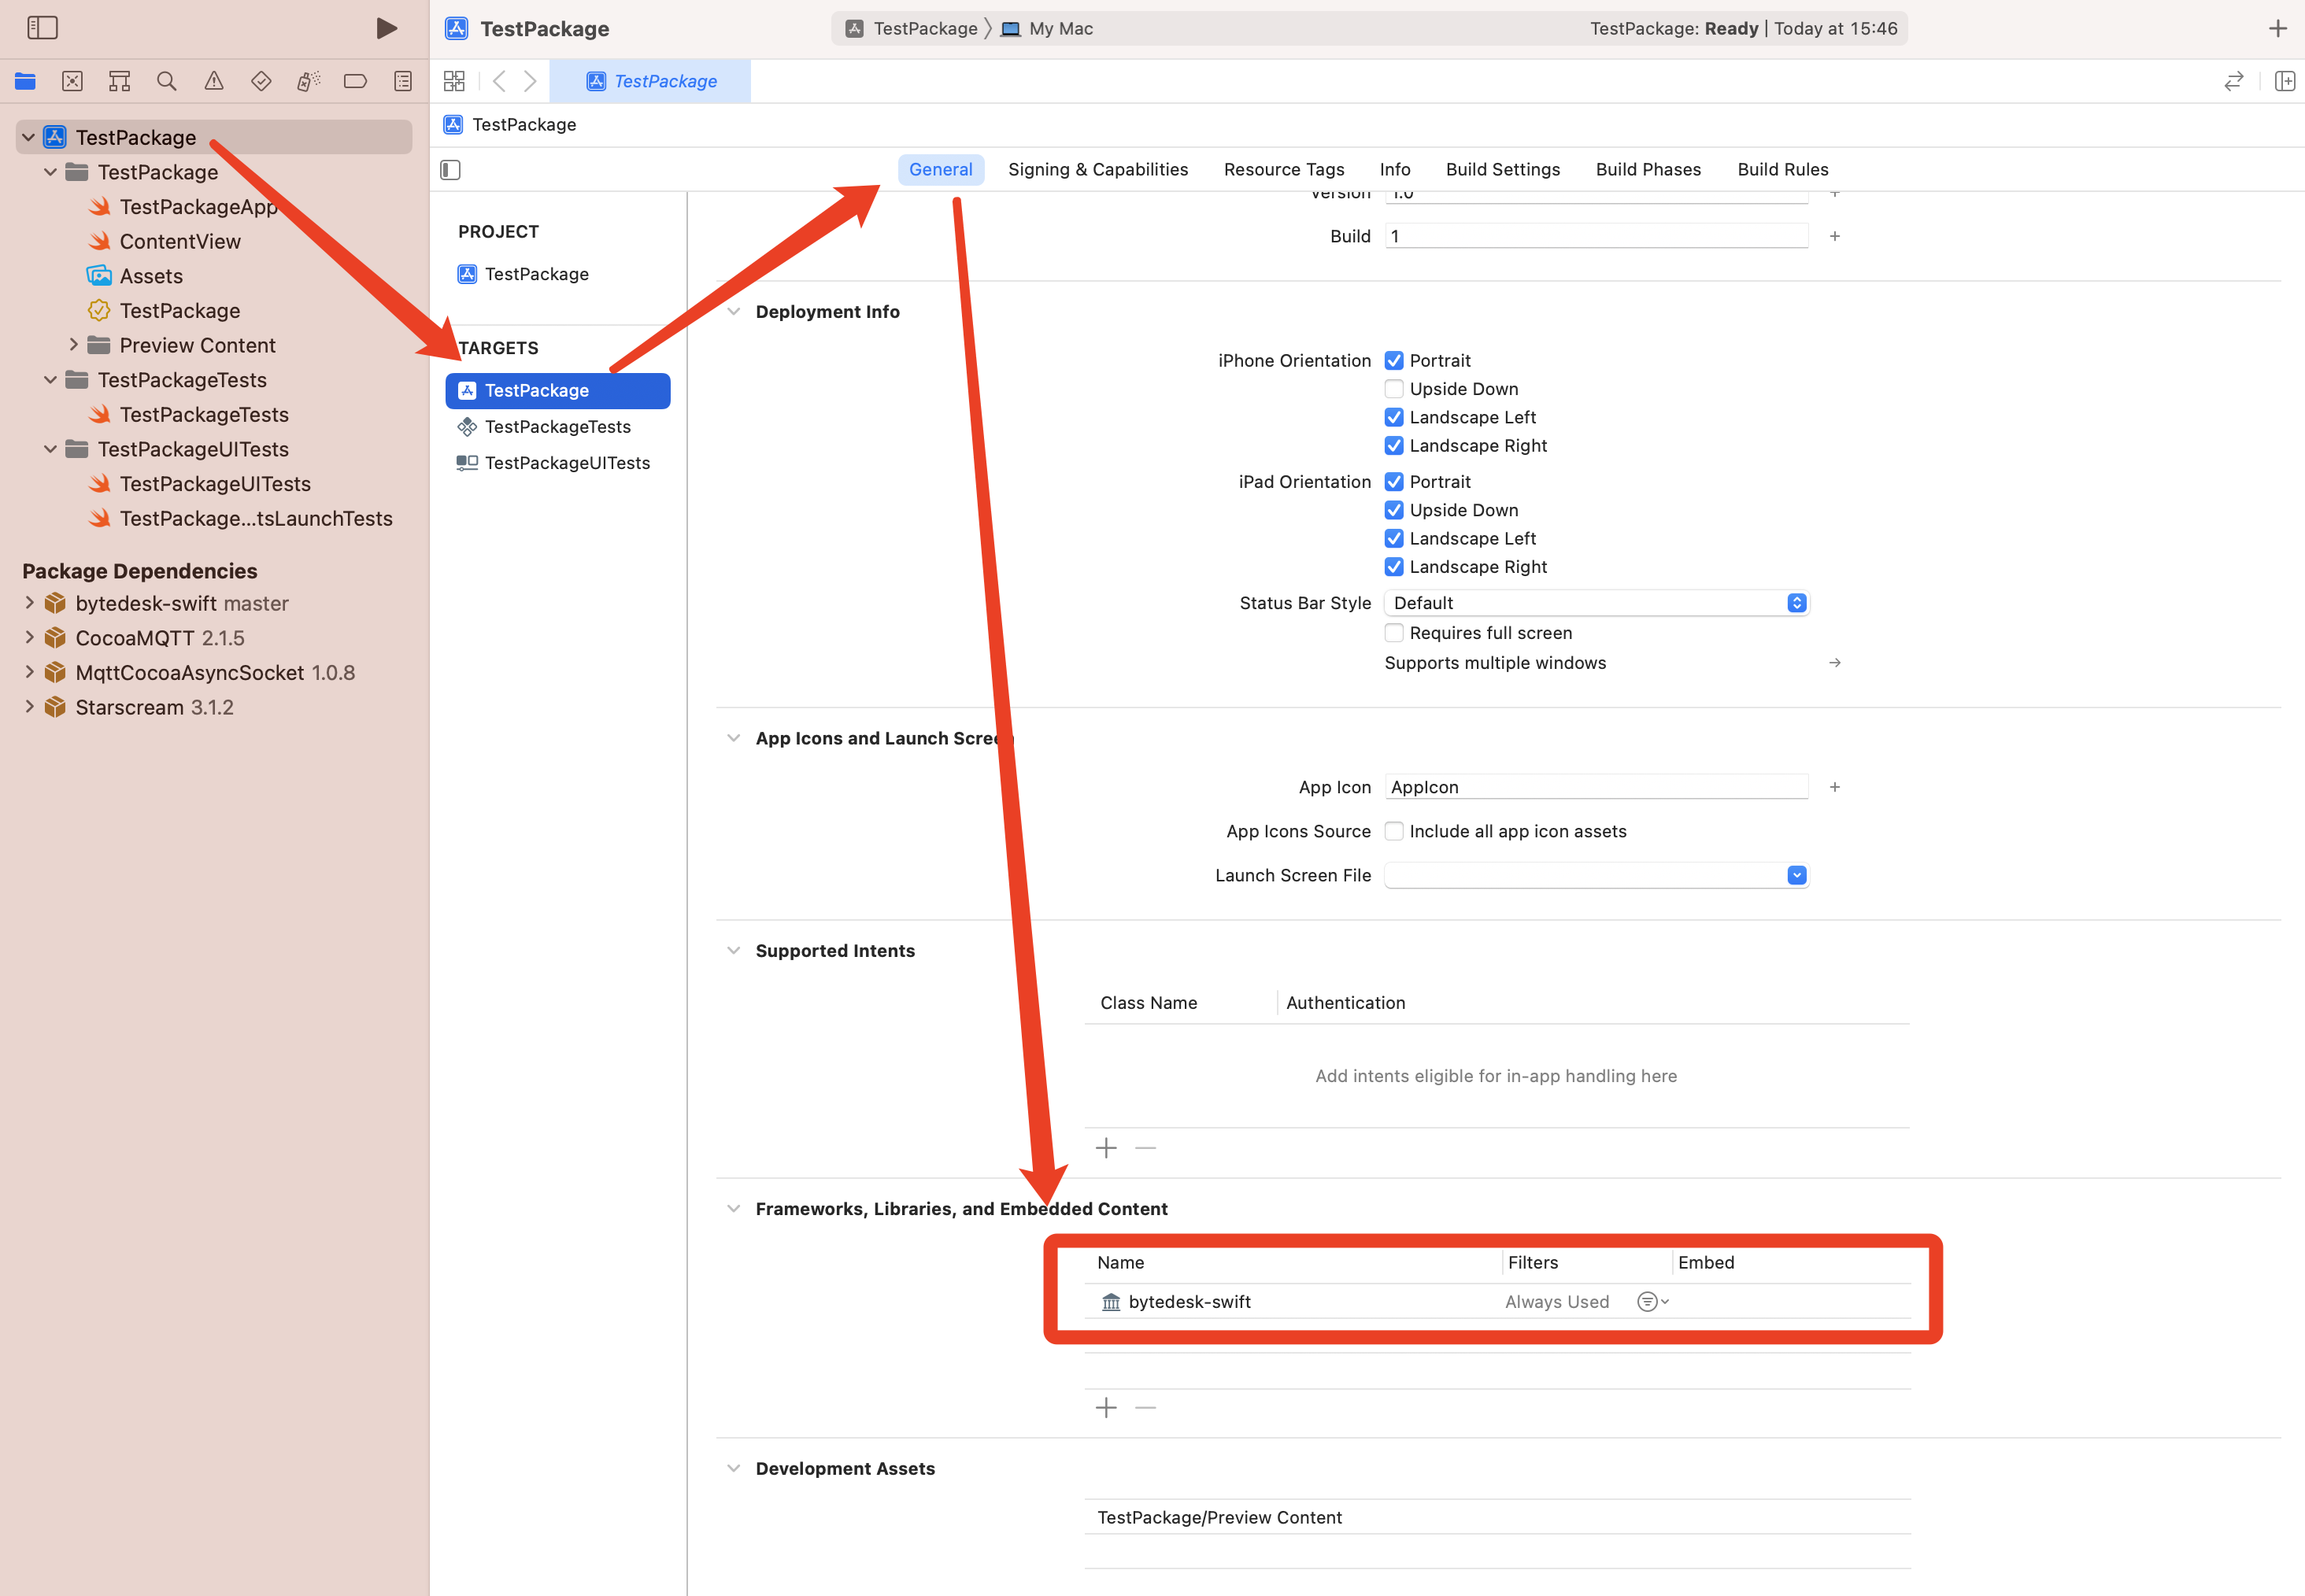 TestPackage
TestPackage
My Mac
TestPackage: Ready | Today at 15:46
TestPackage
TestPackage
General
Signing & Capabilities
Resource Tags
Info
Build Settings
Build Phases
Build Rules
TestPackage
TestPackage
TestPackageApp
ContentView
Assets
TestPackage
Preview Content
TestPackageTests
TestPackageTests
TestPackageUITests
TestPackageUITests
TestPackage...tsLaunchTests
Package Dependencies
bytedesk-swift master
CocoaMQTT 2.1.5
MqttCocoaAsyncSocket 1.0.8
Starscream 3.1.2
PROJECT
TestPackage
TARGETS
TestPackage
TestPackageTests
TestPackageUITests
Version 1.0
Build 1
Deployment Info
iPhone Orientation Portrait
Upside Down
Landscape Left
Landscape Right
iPad Orientation Portrait
Upside Down
Landscape Left
Landscape Right
Status Bar Style Default
Requires full screen
Supports multiple windows
App Icons and Launch Screen
App Icon AppIcon
App Icons Source Include all app icon assets
Launch Screen File
Supported Intents
Class Name Authentication
Add intents eligible for in-app handling here
Frameworks, Libraries, and Embedded Content
Name Filters Embed
bytedesk-swift Always Used
Development Assets
TestPackage/Preview Content